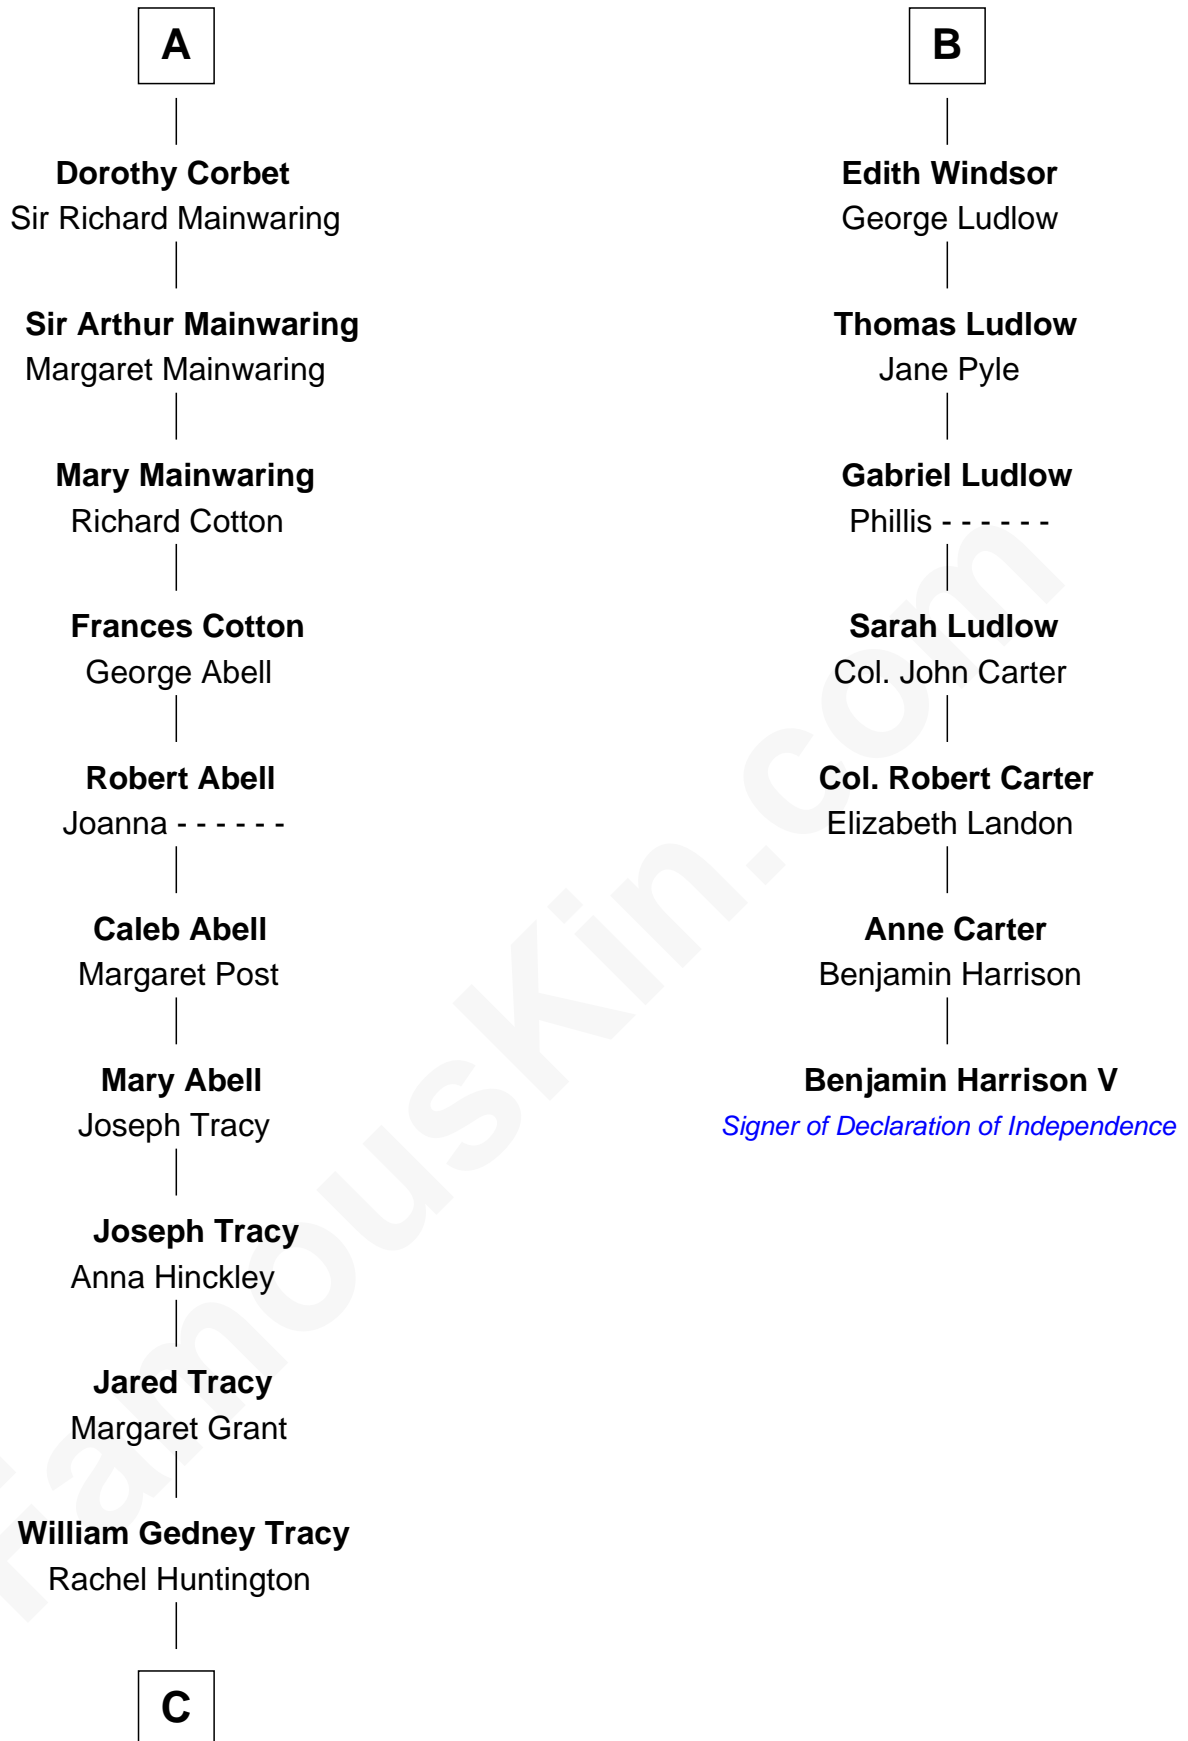 A
Dorothy Corbet
Sir Richard Mainwaring
Sir Arthur Mainwaring
Margaret Mainwaring
Mary Mainwaring
Richard Cotton
Frances Cotton
George Abell
Robert Abell
Joanna - - - - - -
Caleb Abell
Margaret Post
Mary Abell
Joseph Tracy
Joseph Tracy
Anna Hinckley
Jared Tracy
Margaret Grant
William Gedney Tracy
Rachel Huntington
C
B
Edith Windsor
George Ludlow
Thomas Ludlow
Jane Pyle
Gabriel Ludlow
Phillis - - - - - -
Sarah Ludlow
Col. John Carter
Col. Robert Carter
Elizabeth Landon
Anne Carter
Benjamin Harrison
Benjamin Harrison V
Signer of Declaration of Independence
FamousKin.com